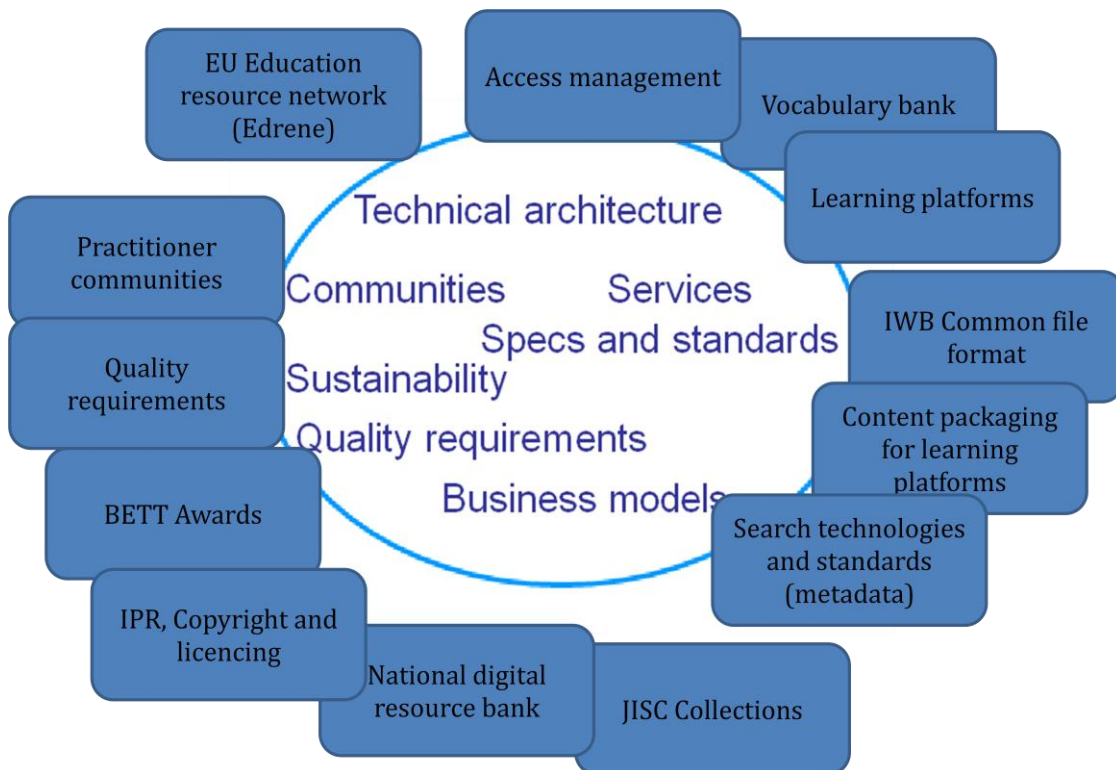 EU Education
resource network
(Edrene)
Access management
Vocabulary bank
Learning platforms
Technical architecture
Practitioner
communities
Communities
Services
IWB Common file
format
Specs and standards
Quality
requirements
Sustainability
Content packaging
for learning
platforms
Quality requirements
Business models
BETT Awards
Search technologies
and standards
(metadata)
IPR, Copyright and
licencing
National digital
resource bank
JISC Collections